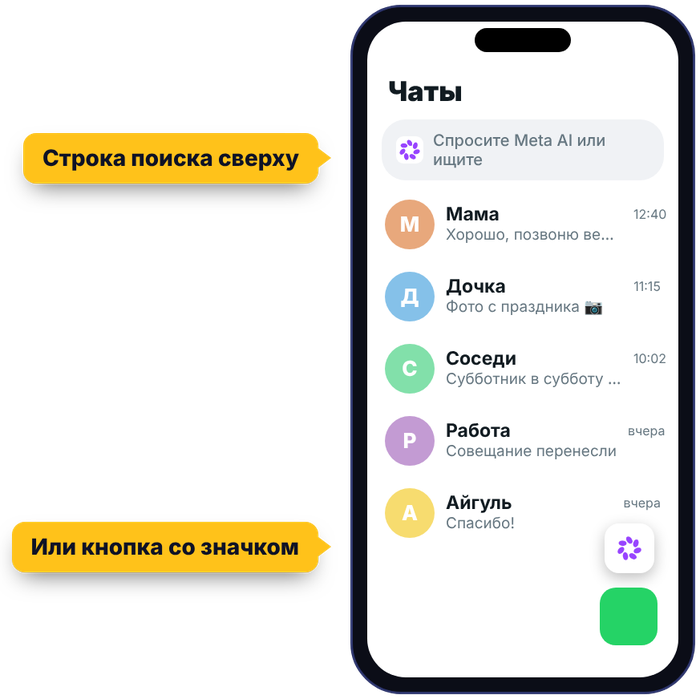 Чаты
Строка поиска сверху
Спросите Meta AI или
ищите
М
Мама
12:40
Хорошо, позвоню ве...
Д
Дочка
11:15
Фото с праздника 📷
С
Соседи
10:02
Субботник в субботу ...
Р
Работа
вчера
Совещание перенесли
А
Айгуль
вчера
Спасибо!
Или кнопка со значком